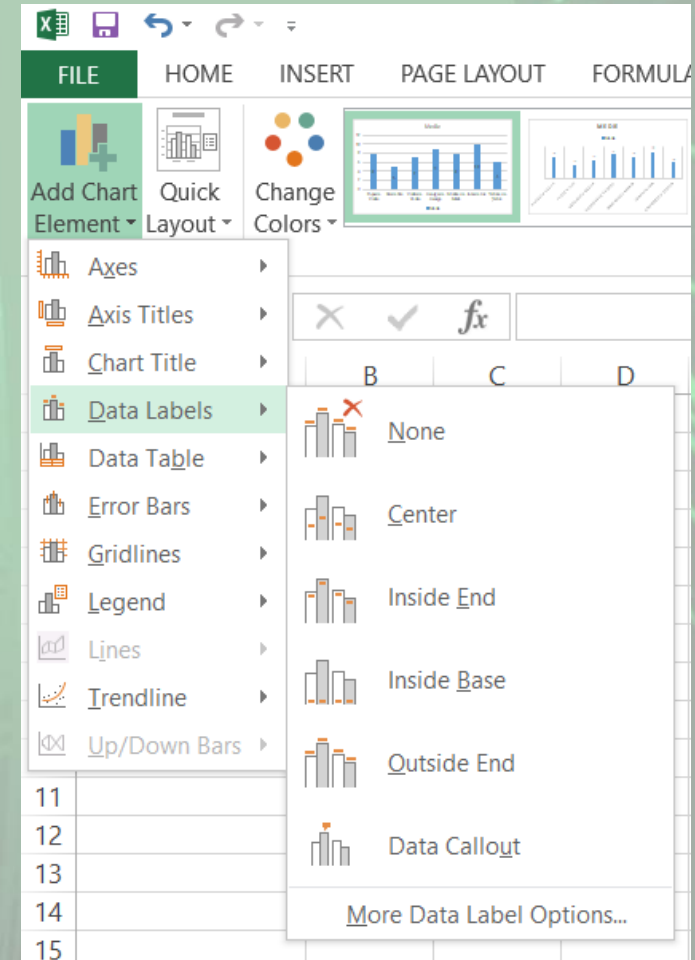 FILE HOME INSERT PAGE LAYOUT FORMULA
Add Chart
Element
Quick
Layout
Change
Colors
Medie
MEDIE
Axes
Axis Titles
Chart Title
Data Labels
Data Table
Error Bars
Gridlines
Legend
Lines
Trendline
Up/Down Bars
fx
B C D
None
Center
Inside End
Inside Base
Outside End
Data Callout
More Data Label Options...
11
12
13
14
15